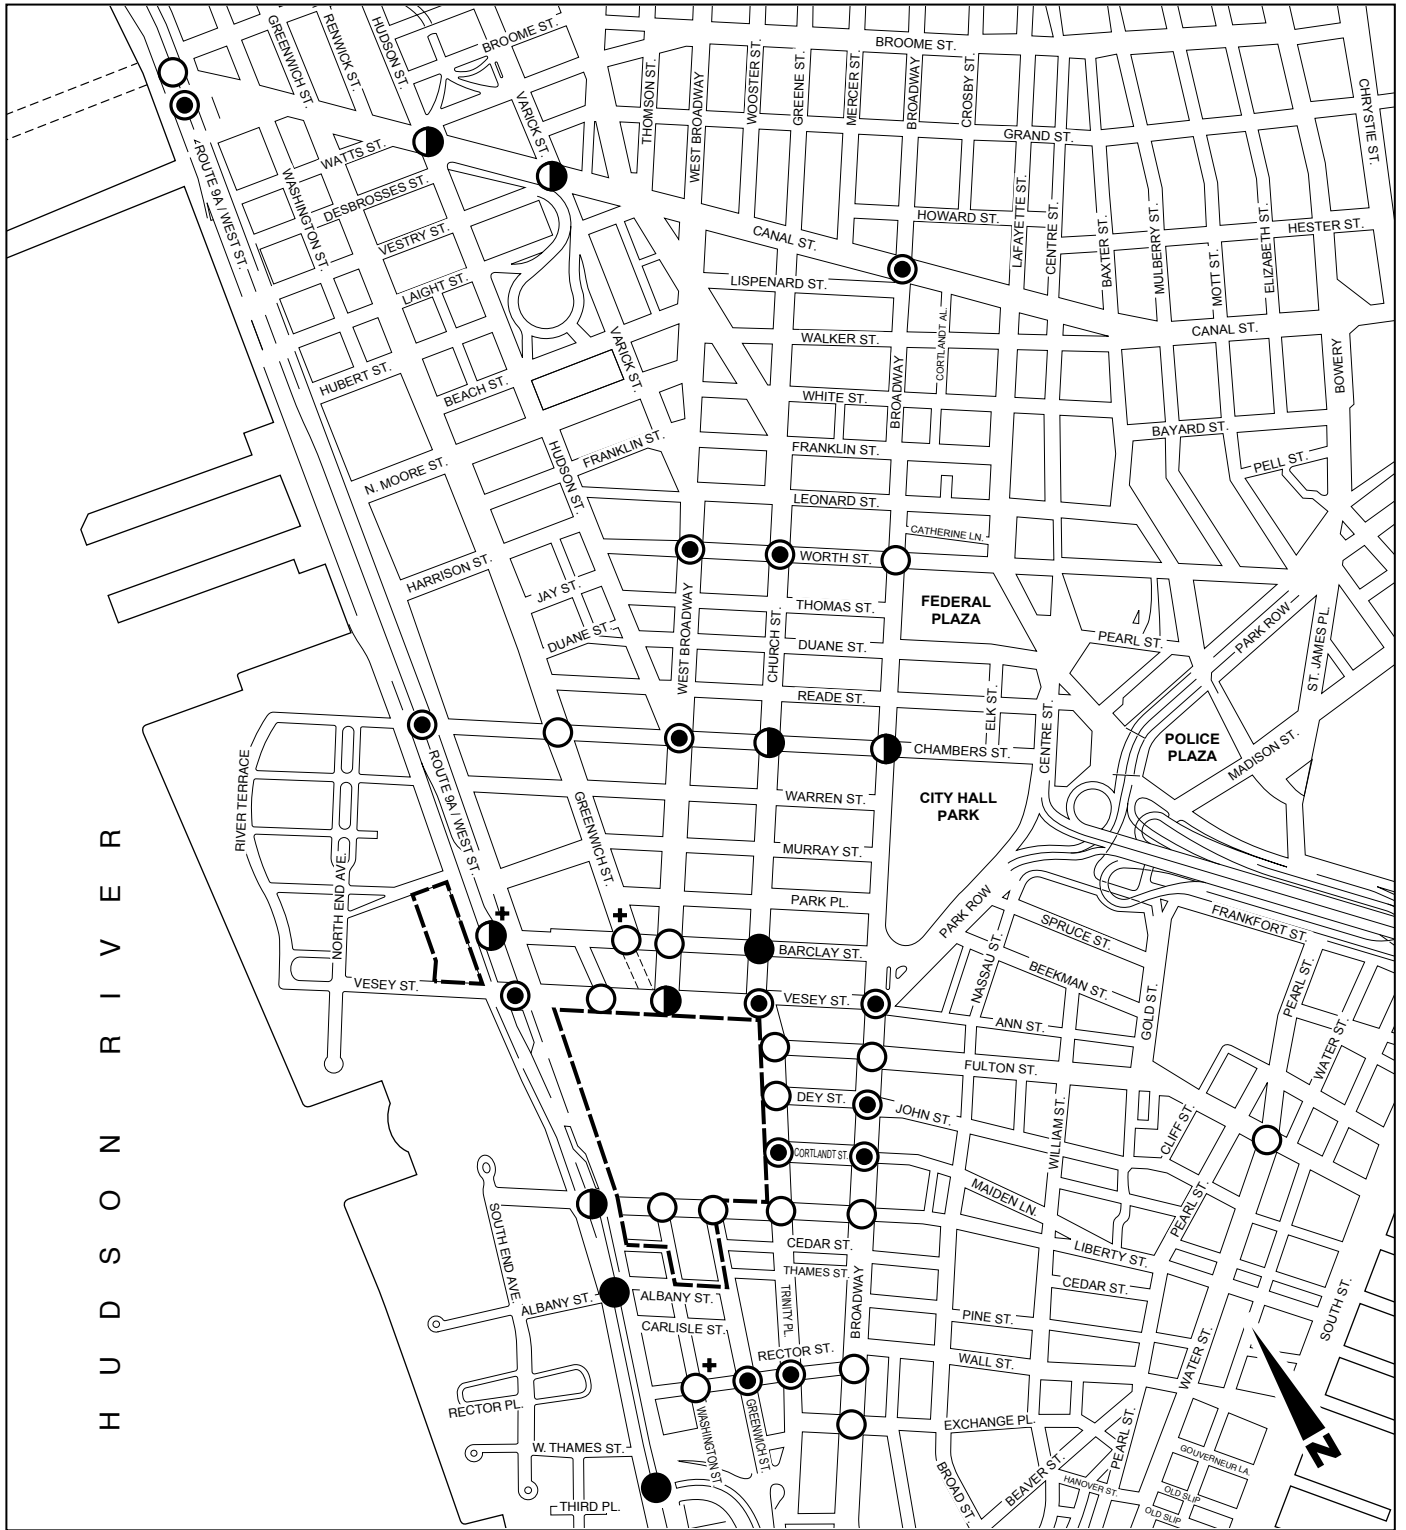 GREENWICH ST.
RENWICK ST.
HUDSON ST.
BROOME ST.
VARICK ST.
THOMSON ST.
WEST BROADWAY
WOOSTER ST.
GREENE ST.
MERCER ST.
BROADWAY
CROSBY ST.
BROOME ST.
GRAND ST.
CHRYSTIE ST.
WATTS ST.
ROUTE 9A / WEST ST.
WASHINGTON ST.
DESBROSSES ST.
VESTRY ST.
LAIGHT ST.
HOWARD ST.
LAFAYETTE ST.
CENTRE ST.
BAXTER ST.
MULBERRY ST.
MOTT ST.
ELIZABETH ST.
HESTER ST.
CANAL ST.
LISPENARD ST.
CORTLANDT AL.
CANAL ST.
WALKER ST.
VARICK ST.
BOWERY
HUBERT ST.
BEACH ST.
WHITE ST.
BROADWAY
BAYARD ST.
FRANKLIN ST.
FRANKLIN ST.
PELL ST.
N. MOORE ST.
HUDSON ST.
LEONARD ST.
CATHERINE LN.
WORTH ST.
HARRISON ST.
JAY ST.
THOMAS ST.
FEDERAL
PLAZA
DUANE ST.
DUANE ST.
WEST BROADWAY
CHURCH ST.
PEARL ST.
PARK ROW
ST. JAMES PL.
READE ST.
ELK ST.
CENTRE ST.
CHAMBERS ST.
POLICE
PLAZA
MADISON ST.
RIVER TERRACE
ROUTE 9A / WEST ST.
GREENWICH ST.
WARREN ST.
CITY HALL
PARK
MURRAY ST.
NORTH END AVE.
PARK PL.
PARK ROW
SPRUCE ST.
FRANKFORT ST
BARCLAY ST.
NASSAU ST.
BEEKMAN ST.
VESEY ST.
VESEY ST.
GOLD ST.
PEARL ST.
ANN ST.
WATER ST.
FULTON ST.
DEY ST.
JOHN ST.
WILLIAM ST.
CLIFF ST.
CORTLANDT ST.
MAIDEN LN.
PEARL ST.
SOUTH END AVE.
CEDAR ST.
LIBERTY ST.
THAMES ST.
CEDAR ST.
ALBANY ST.
ALBANY ST.
TRINITY PL.
BROADWAY
SOUTH ST.
CARLISLE ST.
PINE ST.
RECTOR ST.
WALL ST.
WATER ST.
RECTOR PL.
WASHINGTON ST
GREENWICH ST.
EXCHANGE PL.
PEARL ST.
W. THAMES ST.
BROAD ST.
BEAVER ST.
HANOVER ST.
GOUVERNEUR LA.
OLD SLIP
OLD SLIP
THIRD PL.
HUDSON RIVER
N